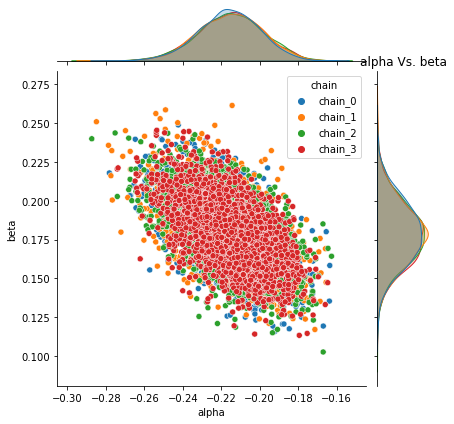 alpha Vs. beta
chain
chain_0
chain_1
chain_2
chain_3
0.275
0.250
0.225
0.200
0.175
0.150
0.125
0.100
beta
−0.30 −0.28 −0.26 −0.24 −0.22 −0.20 −0.18 −0.16
alpha